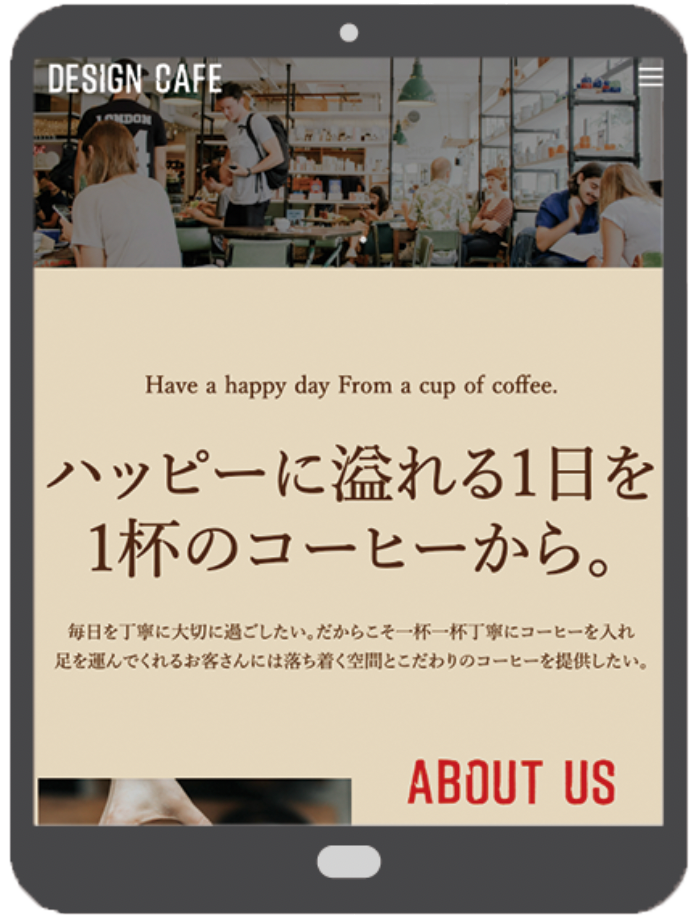 DESIGN CAFE
LONDON
Have a happy day From a cup of coffee.
ハッピーに溢れる1日を
1杯のコーヒーから。
毎日を丁寧に大切に過ごしたい。だからこそ一杯一杯丁寧にコーヒーを入れ
足を運んでくれるお客さんには落ち着く空間とこだわりのコーヒーを提供したい。
ABOUT US